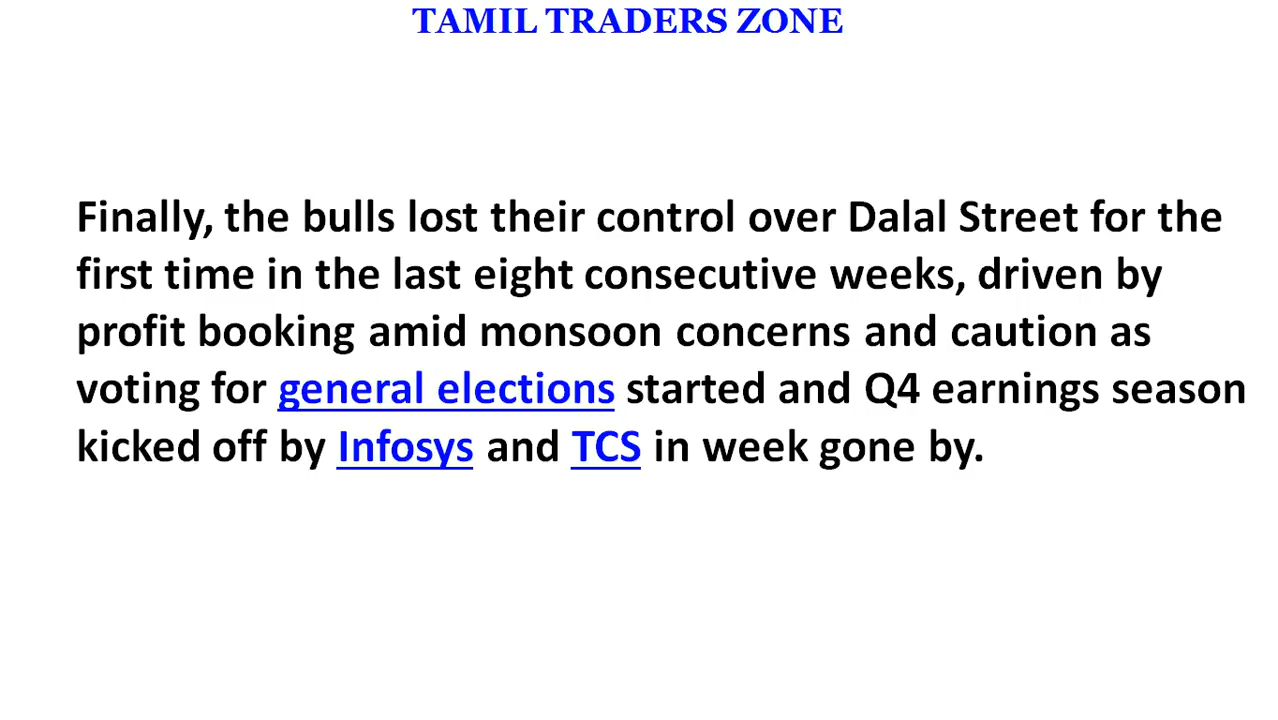 TAMIL TRADERS ZONE
Finally, the bulls lost their control over Dalal Street for the
first time in the last eight consecutive weeks, driven by
profit booking amid monsoon concerns and caution as
voting for general elections started and Q4 earnings season
kicked off by Infosys and TCS in week gone by.